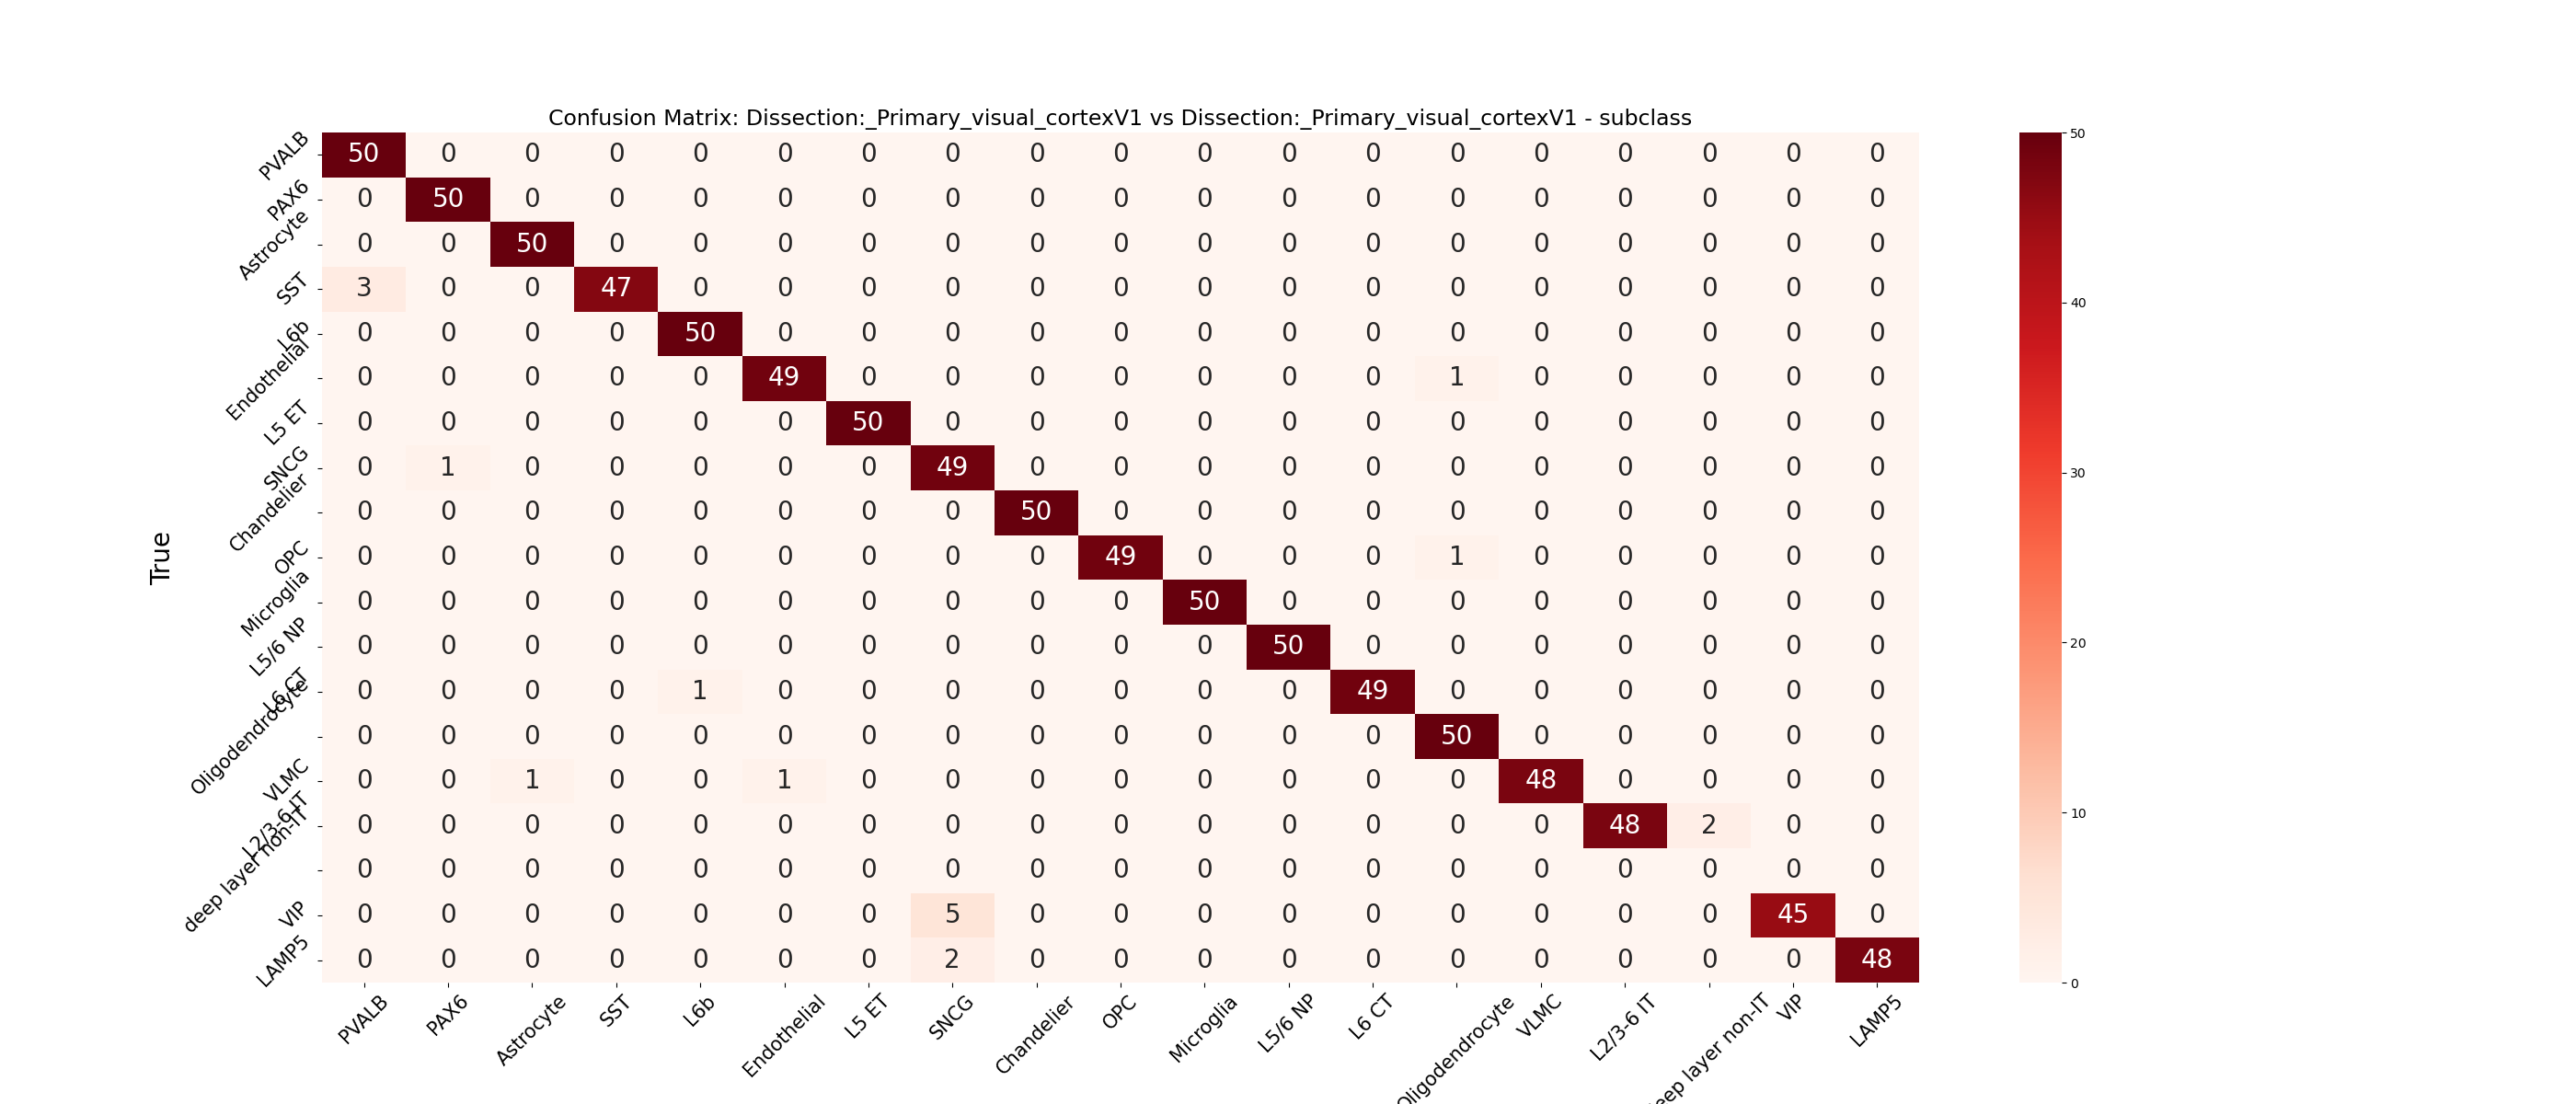 Confusion Matrix: Dissection:_Primary_visual_cortexV1 vs Dissection:_Primary_visual_cortexV1 - subclass
True
PVALB 50 0 0 0 0 0 0 0 0 0 0 0 0 0 0 0 0 0 0
PAX6 0 50 0 0 0 0 0 0 0 0 0 0 0 0 0 0 0 0 0
Astrocyte 0 0 50 0 0 0 0 0 0 0 0 0 0 0 0 0 0 0 0
SST 3 0 0 47 0 0 0 0 0 0 0 0 0 0 0 0 0 0 0
L6b 0 0 0 0 50 0 0 0 0 0 0 0 0 0 0 0 0 0 0
Endothelial 0 0 0 0 0 49 0 0 0 0 0 0 0 1 0 0 0 0 0
L5 ET 0 0 0 0 0 0 50 0 0 0 0 0 0 0 0 0 0 0 0
SNCG 0 1 0 0 0 0 0 49 0 0 0 0 0 0 0 0 0 0 0
Chandelier 0 0 0 0 0 0 0 0 50 0 0 0 0 0 0 0 0 0 0
OPC 0 0 0 0 0 0 0 0 0 49 0 0 0 1 0 0 0 0 0
Microglia 0 0 0 0 0 0 0 0 0 0 50 0 0 0 0 0 0 0 0
L5/6 NP 0 0 0 0 0 0 0 0 0 0 0 50 0 0 0 0 0 0 0
L6 CT 0 0 0 0 1 0 0 0 0 0 0 0 49 0 0 0 0 0 0
Oligodendrocyte 0 0 0 0 0 0 0 0 0 0 0 0 0 50 0 0 0 0 0
VLMC 0 0 1 0 0 1 0 0 0 0 0 0 0 0 48 0 0 0 0
L2/3-6 IT 0 0 0 0 0 0 0 0 0 0 0 0 0 0 0 48 2 0 0
deep layer non-IT 0 0 0 0 0 0 0 0 0 0 0 0 0 0 0 0 0 0 0
VIP 0 0 0 0 0 0 0 5 0 0 0 0 0 0 0 0 0 45 0
LAMP5 0 0 0 0 0 0 0 2 0 0 0 0 0 0 0 0 0 0 48
PVALB PAX6 Astrocyte SST L6b Endothelial L5 ET SNCG Chandelier OPC Microglia L5/6 NP L6 CT Oligodendrocyte VLMC L2/3-6 IT layer non-IT VIP LAMP5
50
40
30
20
10
0